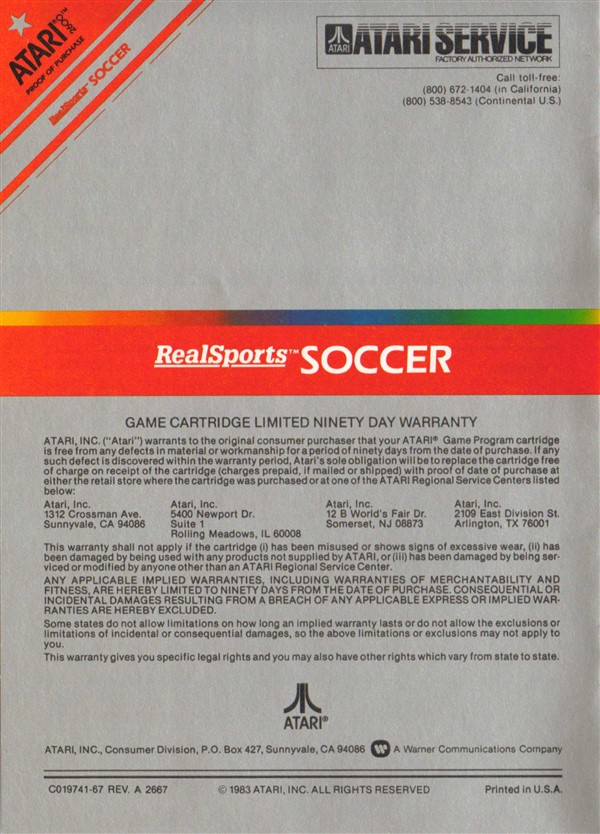 ATARI® 2600™
PROOF OF PURCHASE
RealSports™ SOCCER
ATARI
ATARI SERVICE
FACTORY AUTHORIZED NETWORK
Call toll-free:
(800) 672-1404 (in California)
(800) 538-8543 (Continental U.S.)
RealSports™ SOCCER
GAME CARTRIDGE LIMITED NINETY DAY WARRANTY
ATARI, INC. ("Atari") warrants to the original consumer purchaser that your ATARI® Game Program cartridge
is free from any defects in material or workmanship for a period of ninety days from the date of purchase. If any
such defect is discovered within the warranty period, Atari's sole obligation will be to replace the cartridge free
of charge on receipt of the cartridge (charges prepaid, if mailed or shipped) with proof of date of purchase at
either the retail store where the cartridge was purchased or at one of the ATARI Regional Service Centers listed
below:
Atari, Inc.
1312 Crossman Ave.
Sunnyvale, CA 94086
Atari, Inc.
5400 Newport Dr.
Suite 1
Rolling Meadows, IL 60008
Atari, Inc.
12 B World's Fair Dr.
Somerset, NJ 08873
Atari, Inc.
2109 East Division St.
Arlington, TX 76001
This warranty shall not apply if the cartridge (i) has been misused or shows signs of excessive wear, (ii) has
been damaged by being used with any products not supplied by ATARI, or (iii) has been damaged by being ser-
viced or modified by anyone other than an ATARI Regional Service Center.
ANY APPLICABLE IMPLIED WARRANTIES, INCLUDING WARRANTIES OF MERCHANTABILITY AND
FITNESS, ARE HEREBY LIMITED TO NINETY DAYS FROM THE DATE OF PURCHASE. CONSEQUENTIAL OR
INCIDENTAL DAMAGES RESULTING FROM A BREACH OF ANY APPLICABLE EXPRESS OR IMPLIED WAR-
RANTIES ARE HEREBY EXCLUDED.
Some states do not allow limitations on how long an implied warranty lasts or do not allow the exclusions or
limitations of incidental or consequential damages, so the above limitations or exclusions may not apply to
you.
This warranty gives you specific legal rights and you may also have other rights which vary from state to state.
ATARI®
ATARI, INC., Consumer Division, P.O. Box 427, Sunnyvale, CA 94086 A Warner Communications Company
C019741-67 REV. A 2667 © 1983 ATARI, INC. ALL RIGHTS RESERVED Printed in U.S.A.